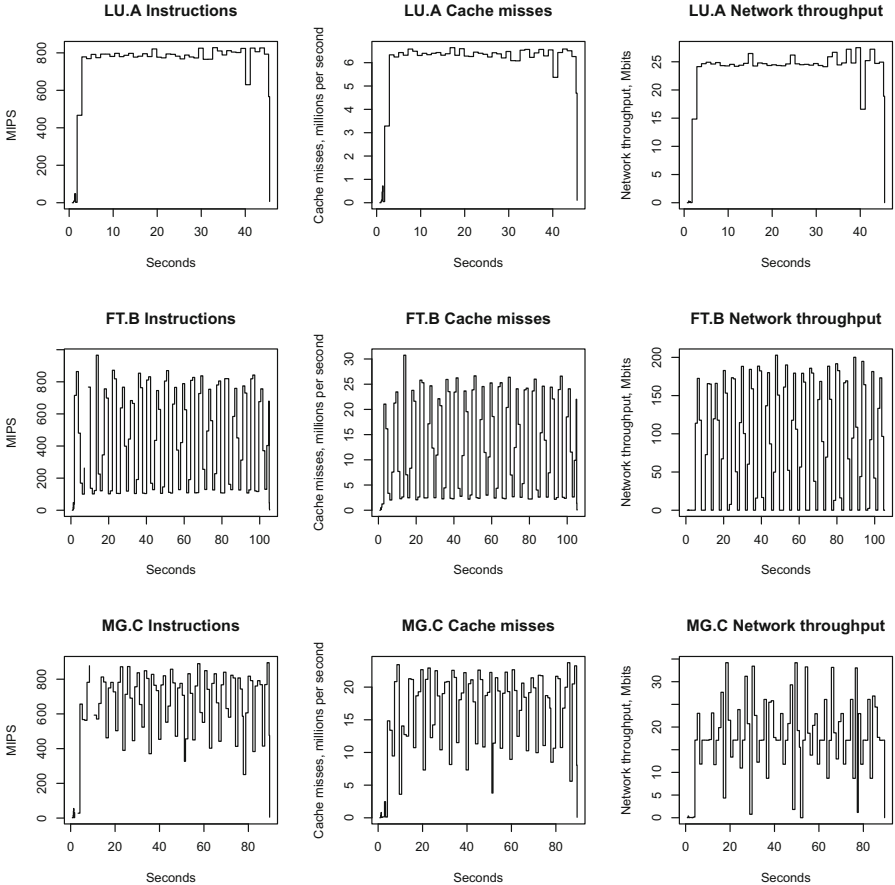 LU.A Instructions
MIPS
0 200 400 600 800
0 10 20 30 40
Seconds
LU.A Cache misses
Cache misses, millions per second
0 1 2 3 4 5 6
0 10 20 30 40
Seconds
LU.A Network throughput
Network throughput, Mbits
0 5 10 15 20 25
0 10 20 30 40
Seconds
FT.B Instructions
MIPS
0 200 400 600 800
0 20 40 60 80 100
Seconds
FT.B Cache misses
Cache misses, millions per second
0 5 10 15 20 25 30
0 20 40 60 80 100
Seconds
FT.B Network throughput
Network throughput, Mbits
0 50 100 150 200
0 20 40 60 80 100
Seconds
MG.C Instructions
MIPS
0 200 400 600 800
20 40 60 80
Seconds
MG.C Cache misses
Cache misses, millions per second
0 5 10 15 20
0 20 40 60 80
Seconds
MG.C Network throughput
Network throughput, Mbits
0 5 10 20 30
0 20 40 60 80
Seconds